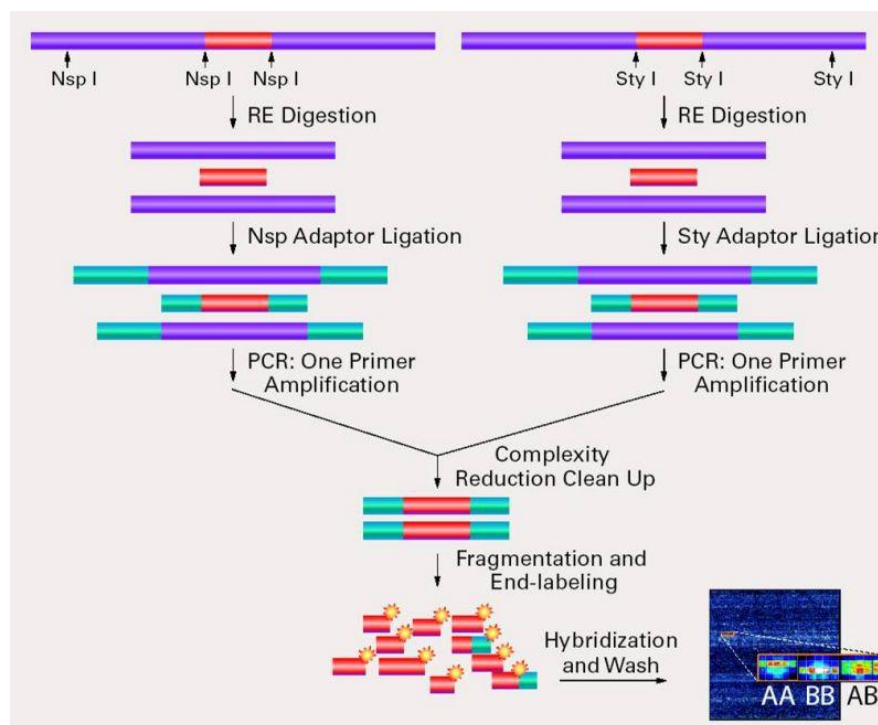 Nsp I Nsp I Nsp I
Sty I Sty I Sty I
RE Digestion
RE Digestion
Nsp Adaptor Ligation
Sty Adaptor Ligation
PCR: One Primer
Amplification
PCR: One Primer
Amplification
Complexity
Reduction Clean Up
Fragmentation and
End-labeling
Hybridization
and Wash
AA BB AB